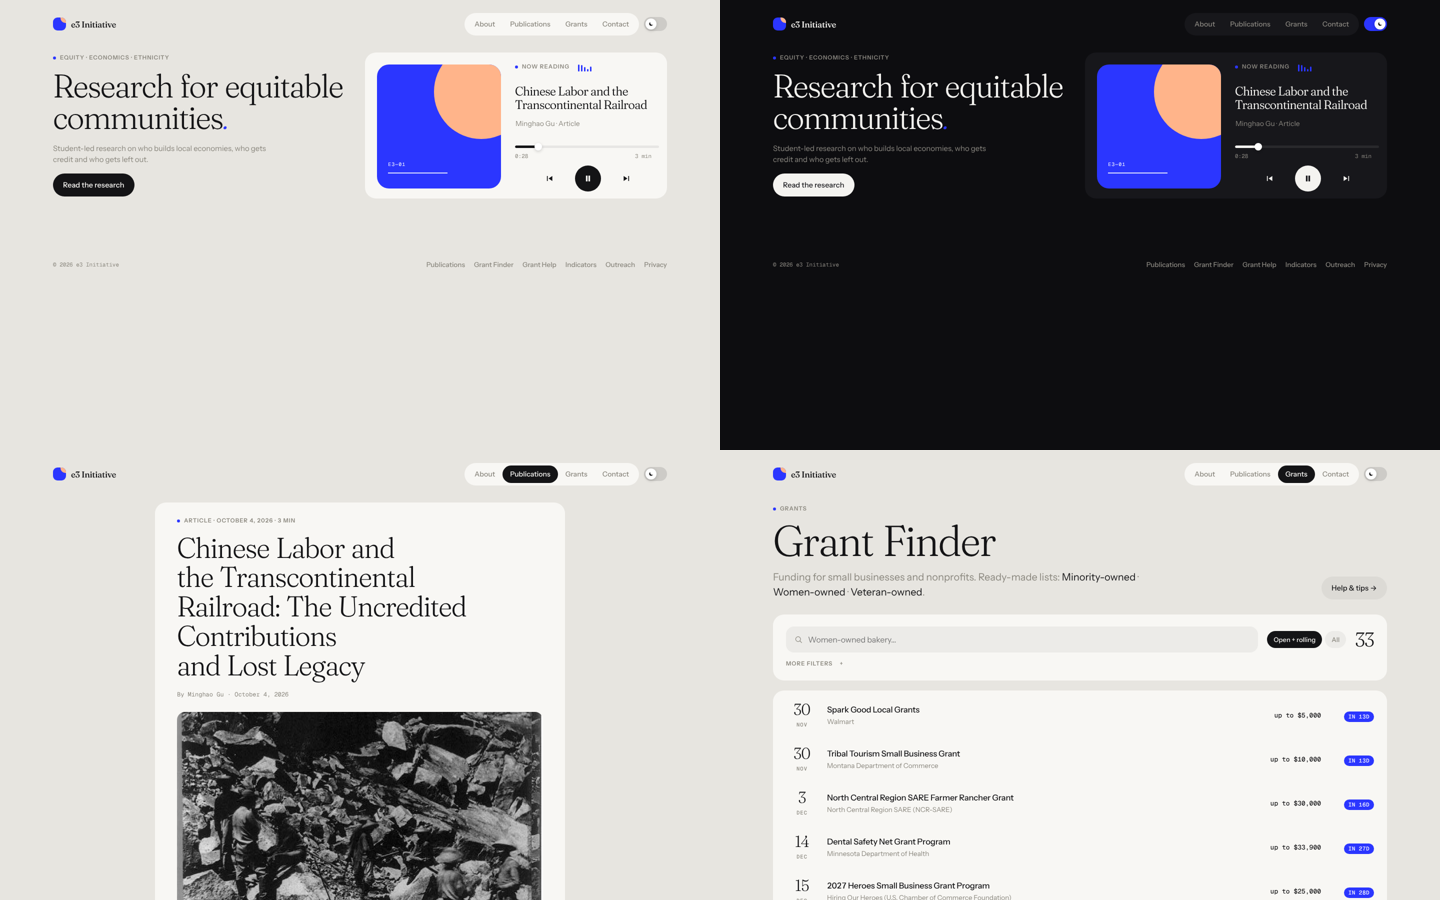 e3 Initiative
About Publications Grants Contact
EQUITY · ECONOMICS · ETHNICITY
Research for equitable
communities.
Student-led research on who builds local economies, who gets
credit and who gets left out.
Read the research
E3—01
NOW READING
Chinese Labor and the
Transcontinental Railroad
Minghao Gu · Article
0:28 3 min
© 2026 e3 Initiative
Publications Grant Finder Grant Help Indicators Outreach Privacy
e3 Initiative
About Publications Grants Contact
EQUITY · ECONOMICS · ETHNICITY
Research for equitable
communities.
Student-led research on who builds local economies, who gets
credit and who gets left out.
Read the research
E3—01
NOW READING
Chinese Labor and the
Transcontinental Railroad
Minghao Gu · Article
0:28 3 min
© 2026 e3 Initiative
Publications Grant Finder Grant Help Indicators Outreach Privacy
e3 Initiative
About Publications Grants Contact
ARTICLE · OCTOBER 4, 2026 · 3 MIN
Chinese Labor and
the Transcontinental
Railroad: The Uncredited
Contributions
and Lost Legacy
By Minghao Gu · October 4, 2026
e3 Initiative
About Publications Grants Contact
GRANTS
Grant Finder
Funding for small businesses and nonprofits. Ready-made lists: Minority-owned ·
Women-owned · Veteran-owned.
Help & tips →
Women-owned bakery...
Open + rolling All 33
MORE FILTERS +
30 NOV
Spark Good Local Grants
Walmart
up to $5,000 IN 13D
30 NOV
Tribal Tourism Small Business Grant
Montana Department of Commerce
up to $10,000 IN 13D
3 DEC
North Central Region SARE Farmer Rancher Grant
North Central Region SARE (NCR-SARE)
up to $30,000 IN 16D
14 DEC
Dental Safety Net Grant Program
Minnesota Department of Health
up to $33,900 IN 27D
15
2027 Heroes Small Business Grant Program
Hiring Our Heroes (U.S. Chamber of Commerce Foundation)
up to $25,000 IN 28D